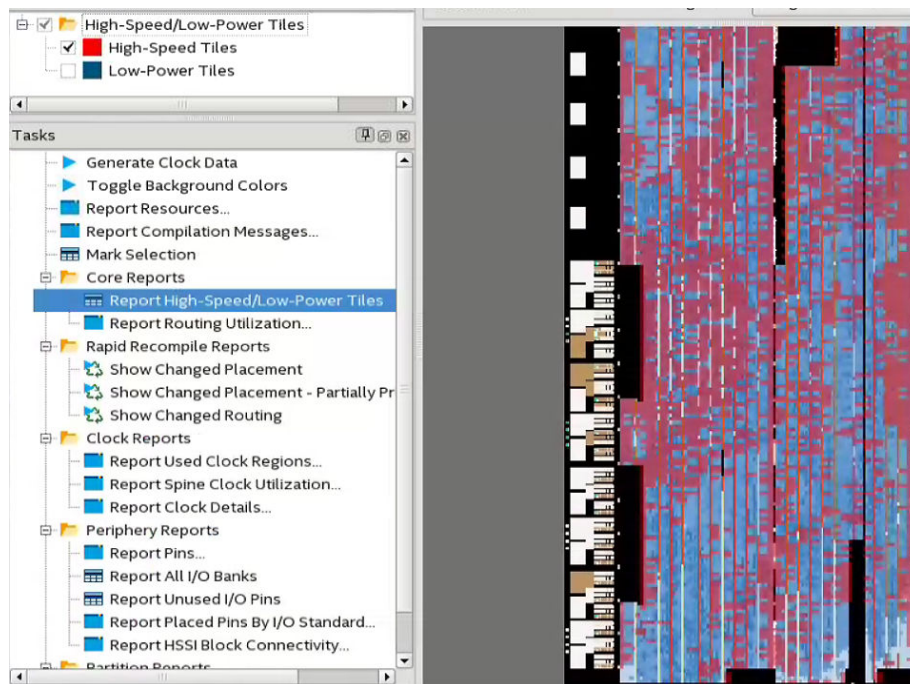 High-Speed/Low-Power Tiles
High-Speed Tiles
Low-Power Tiles
Tasks
Generate Clock Data
Toggle Background Colors
Report Resources...
Report Compilation Messages...
Mark Selection
Core Reports
Report High-Speed/Low-Power Tiles
Report Routing Utilization...
Rapid Recompile Reports
Show Changed Placement
Show Changed Placement - Partially Pr
Show Changed Routing
Clock Reports
Report Used Clock Regions...
Report Spine Clock Utilization...
Report Clock Details...
Periphery Reports
Report Pins...
Report All I/O Banks
Report Unused I/O Pins
Report Placed Pins By I/O Standard...
Report HSSI Block Connectivity...
Partition Reports